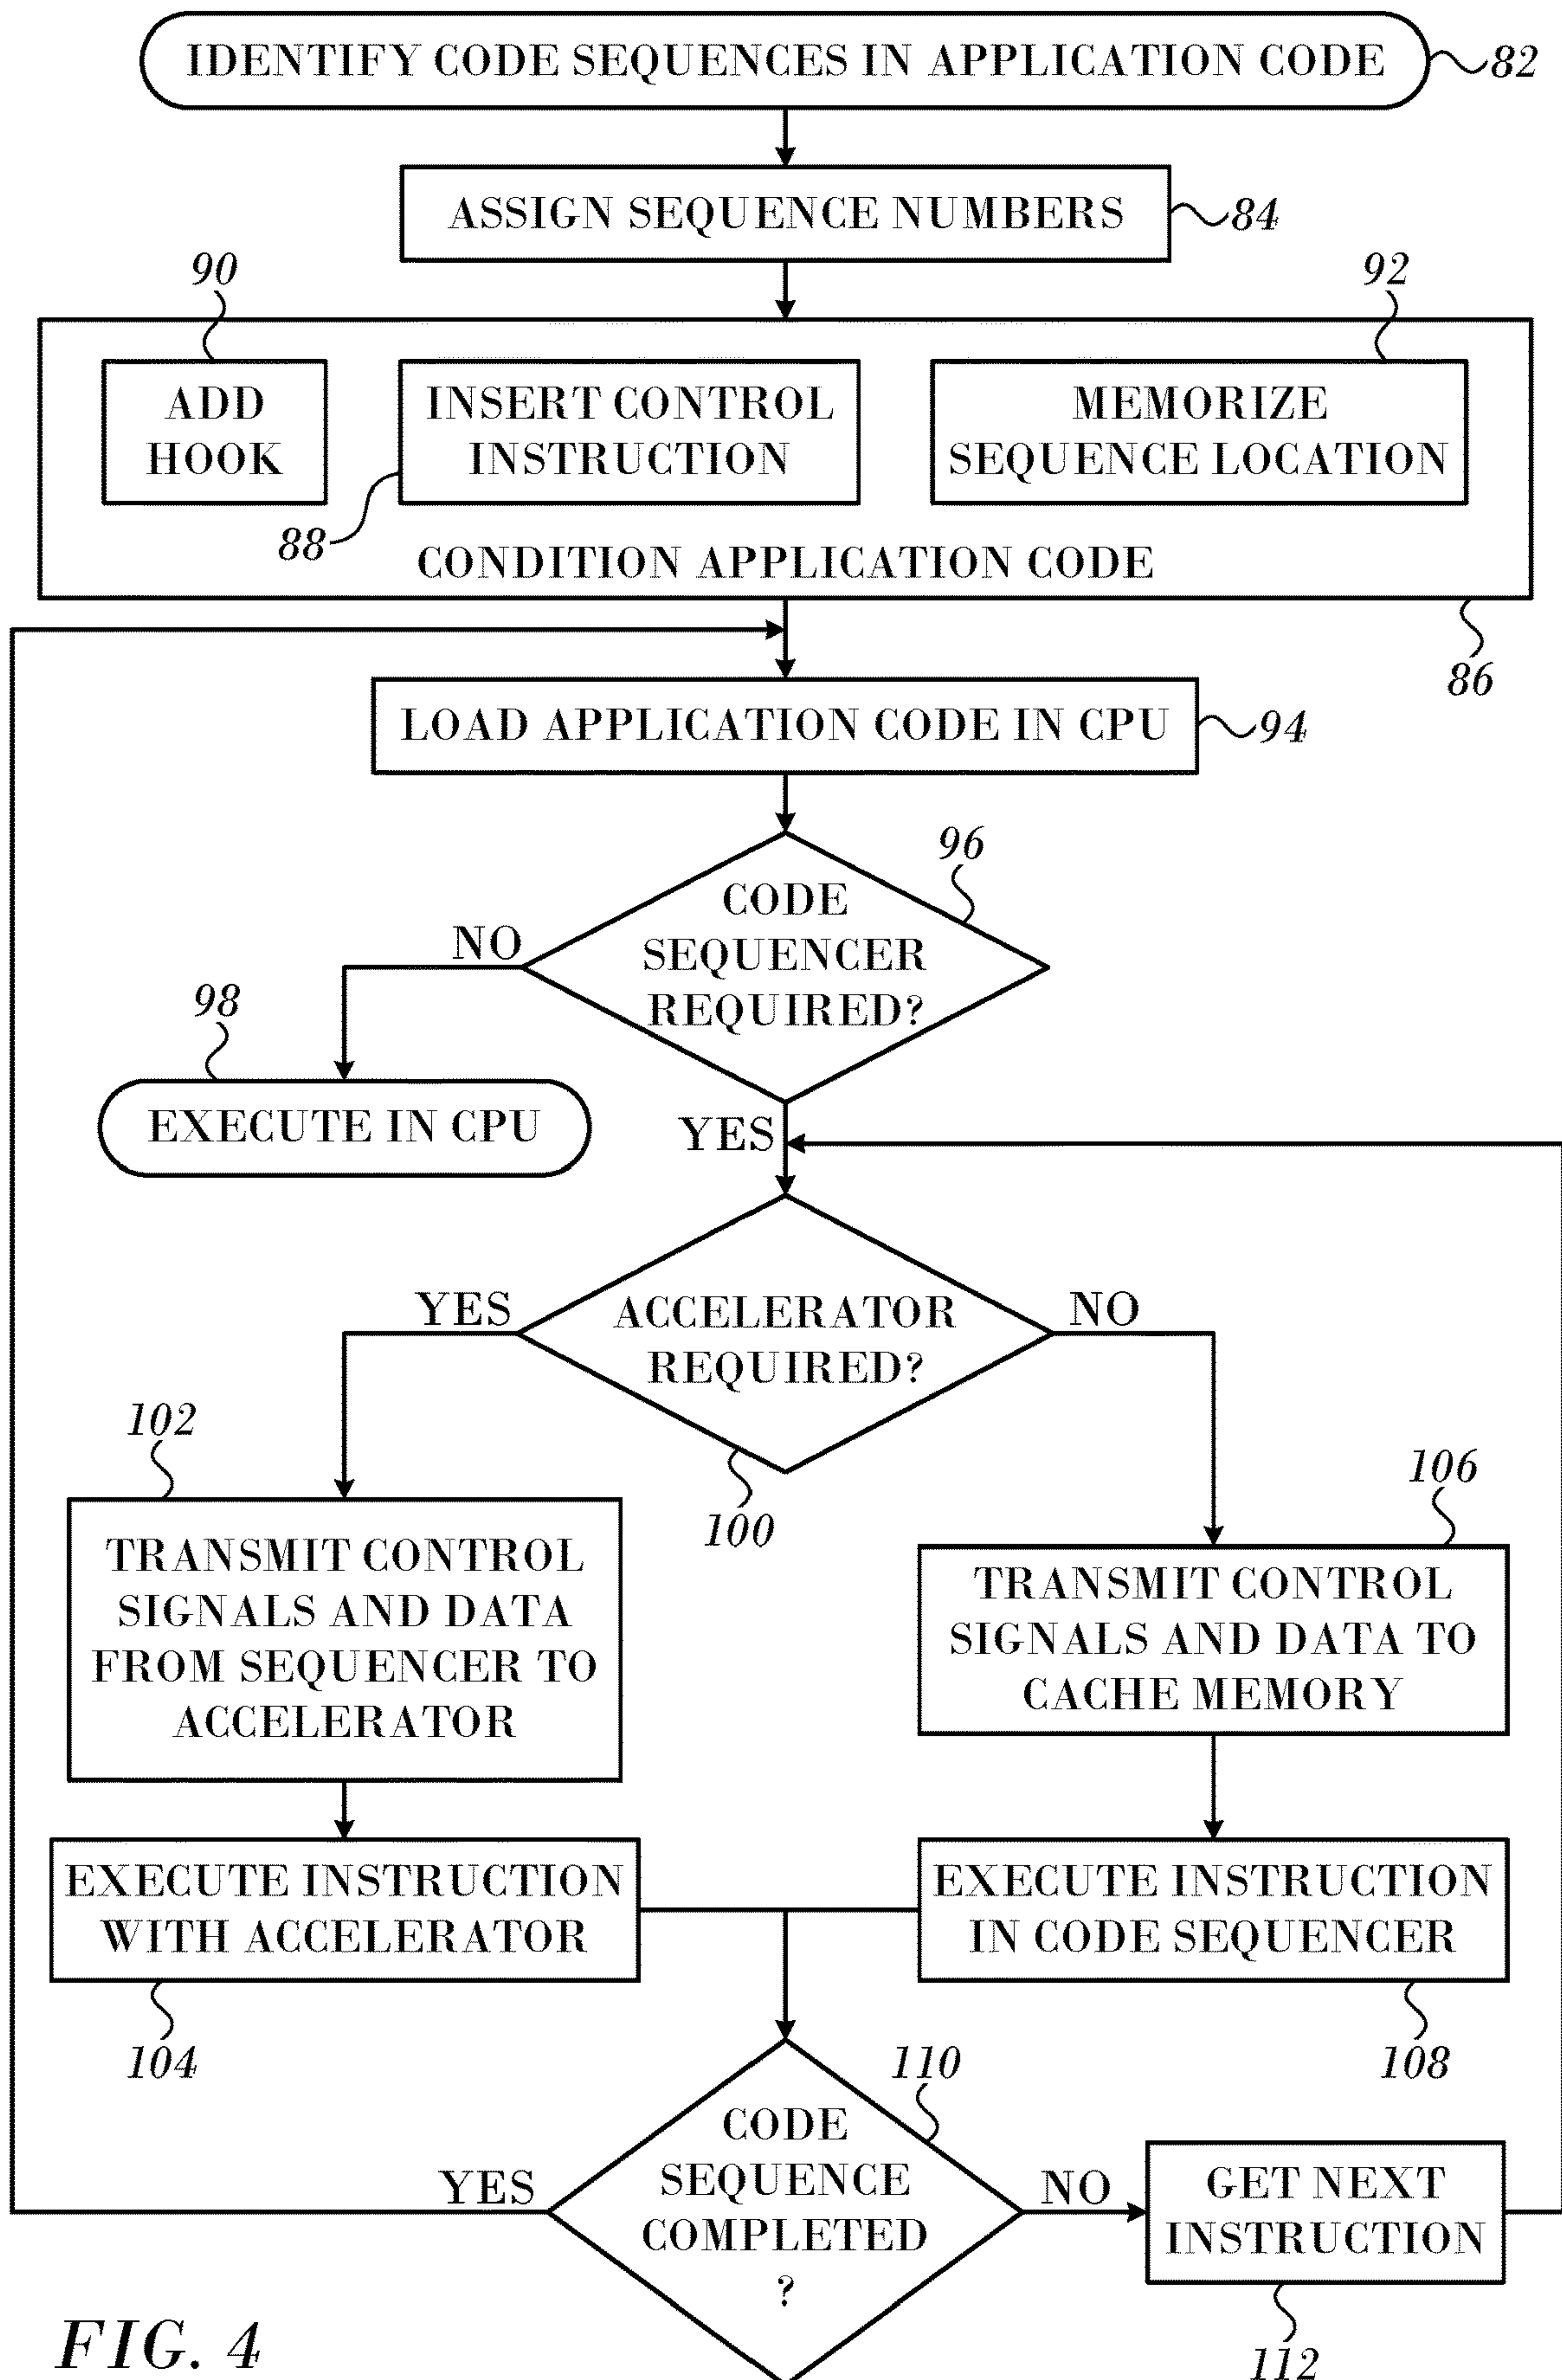 IDENTIFY CODE SEQUENCES IN APPLICATION CODE
82
ASSIGN SEQUENCE NUMBERS
84
90
92
ADD
HOOK
INSERT CONTROL
INSTRUCTION
MEMORIZE
SEQUENCE LOCATION
88
CONDITION APPLICATION CODE
86
LOAD APPLICATION CODE IN CPU
94
96
CODE
SEQUENCER
REQUIRED?
NO
98
EXECUTE IN CPU
YES
YES
ACCELERATOR
REQUIRED?
NO
102
100
106
TRANSMIT CONTROL
SIGNALS AND DATA
FROM SEQUENCER TO
ACCELERATOR
TRANSMIT CONTROL
SIGNALS AND DATA TO
CACHE MEMORY
EXECUTE INSTRUCTION
WITH ACCELERATOR
EXECUTE INSTRUCTION
IN CODE SEQUENCER
104
108
110
YES
CODE
SEQUENCE
COMPLETED
?
NO
GET NEXT
INSTRUCTION
112
FIG. 4